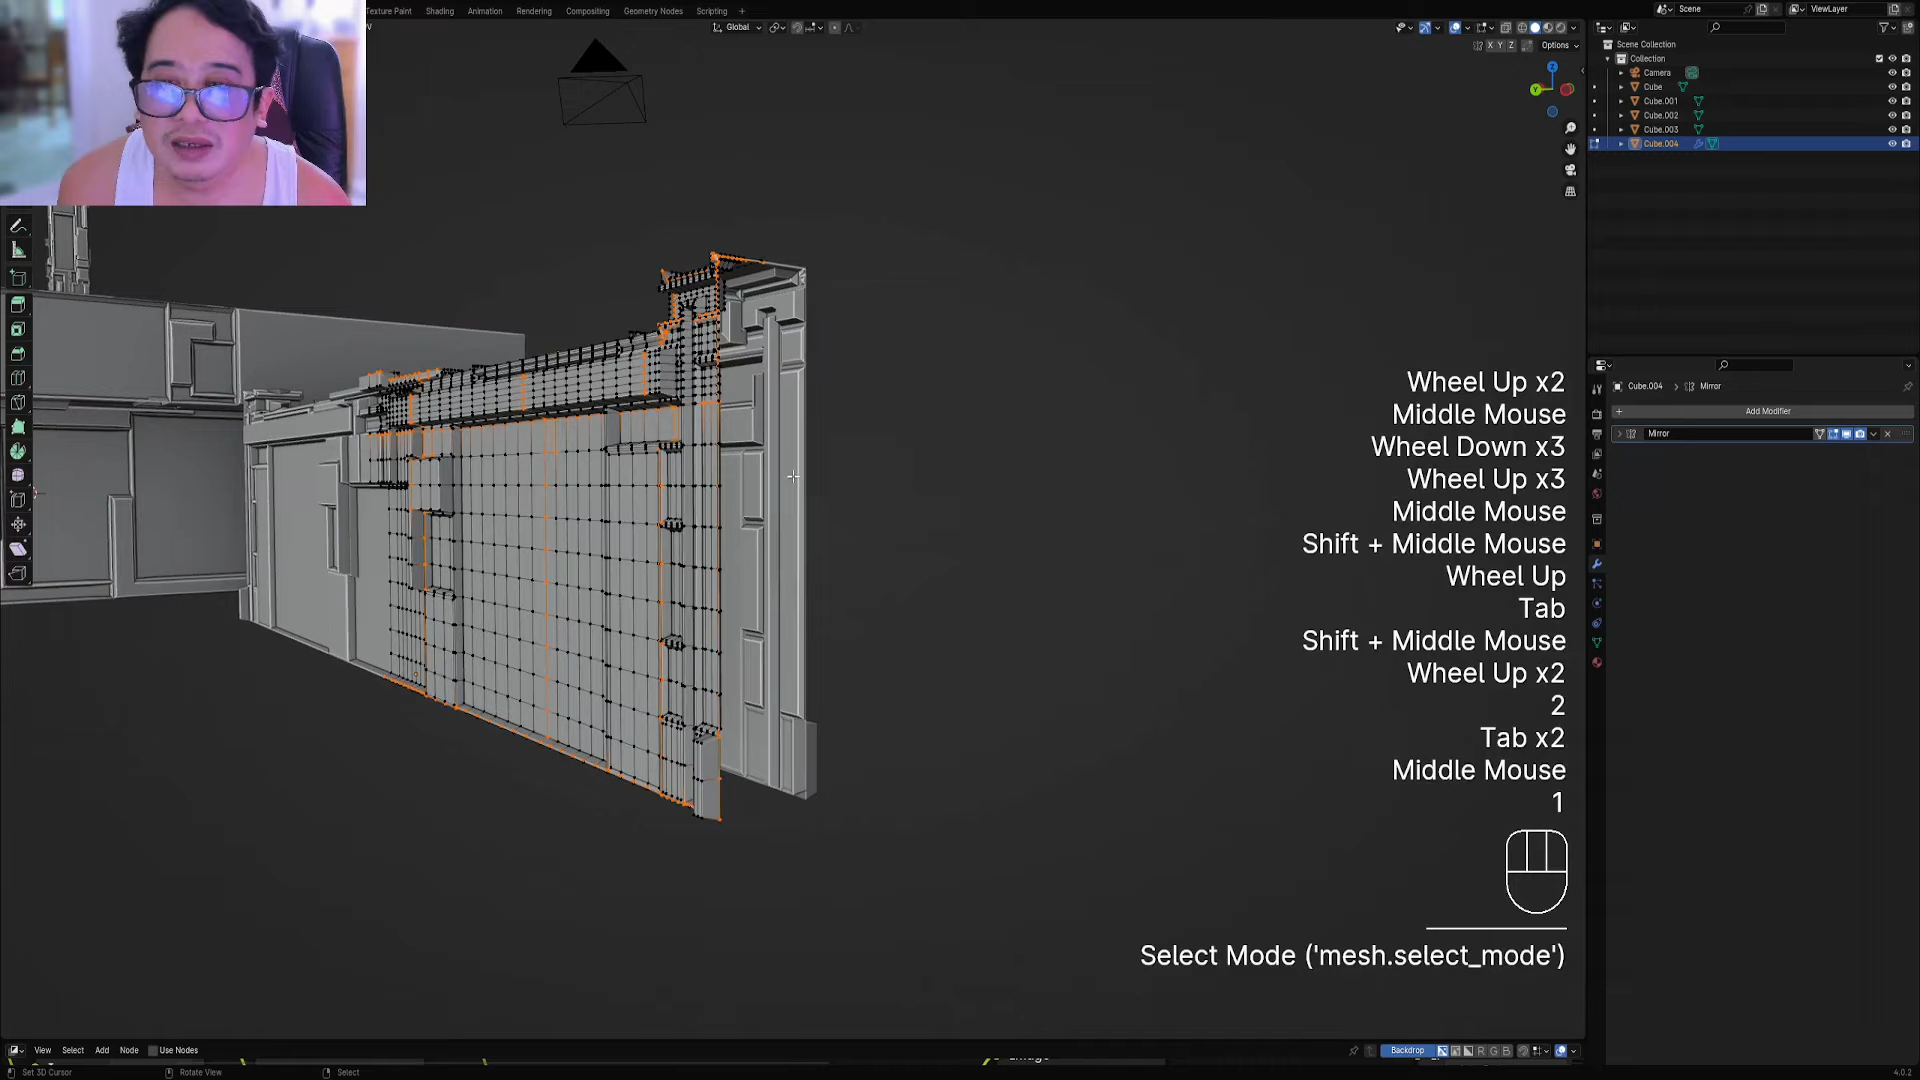 Texture Paint Shading Animation Rendering Compositing Geometry Nodes Scripting +
Scene ViewLayer
Global
X Y Z Options
Scene Collection
Collection
Camera
Cube
Cube.001
Cube.002
Cube.003
Cube.004
Z
Y
Cube.004 > Mirror
+ Add Modifier
Mirror
Wheel Up x2
Middle Mouse
Wheel Down x3
Wheel Up x3
Middle Mouse
Shift + Middle Mouse
Wheel Up
Tab
Shift + Middle Mouse
Wheel Up x2
2
Tab x2
Middle Mouse
1
Select Mode ('mesh.select_mode')
View Select Add Node Use Nodes
Backdrop R G B
Set 3D Cursor Rotate View Select
4.0.2